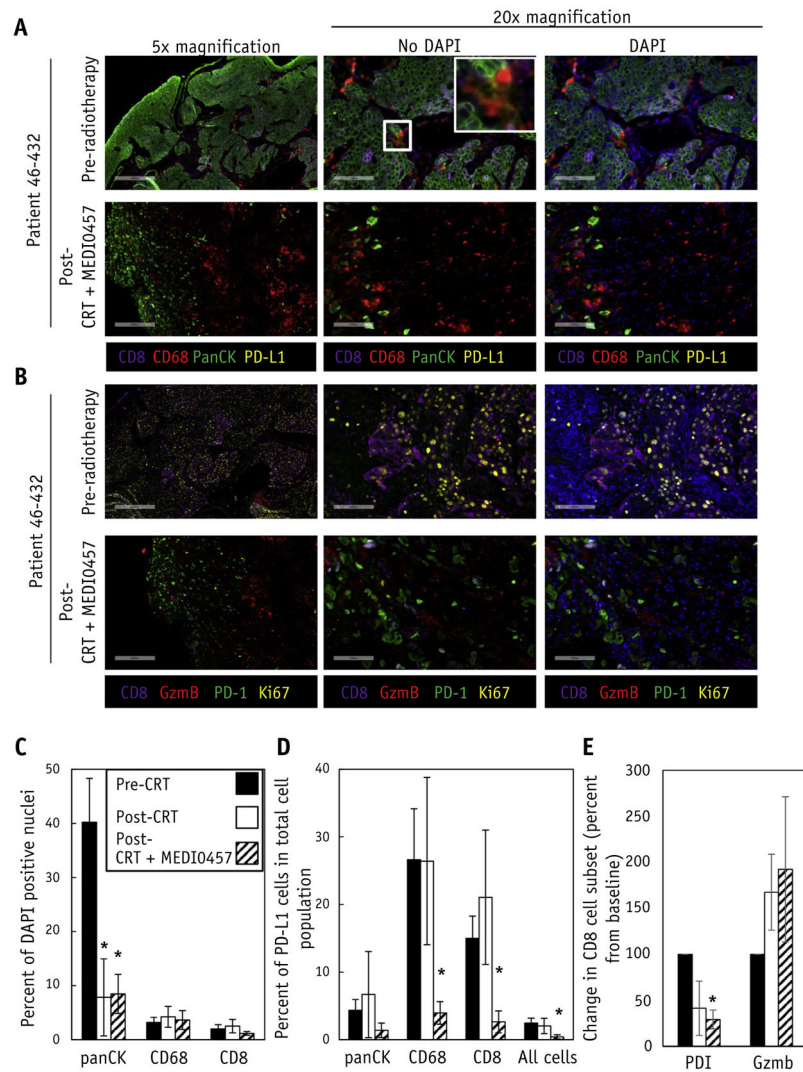 20x magnification
A
5x magnification
No DAPI
DAPI
Patient 46-432
Pre-radiotherapy
Post-
CRT + MEDI0457
CD8 CD68 PanCK PD-L1
CD8 CD68 PanCK PD-L1
CD8 CD68 PanCK PD-L1
B
Patient 46-432
Pre-radiotherapy
Post-
CRT + MEDI0457
CD8 GzmB PD-1 Ki67
CD8 GzmB PD-1 Ki67
CD8 GzmB PD-1 Ki67
C
Percent of DAPI positive nuclei
50
40
30
20
10
0
Pre-CRT
Post-CRT
Post-
CRT + MEDI0457
* *
panCK CD68 CD8
D
Percent of PD-L1 cells in total cell
population
40
30
20
10
0
* * *
panCK CD68 CD8 All cells
E
Change in CD8 cell subset (percent
from baseline)
300
250
200
150
100
50
0
*
PDI Gzmb